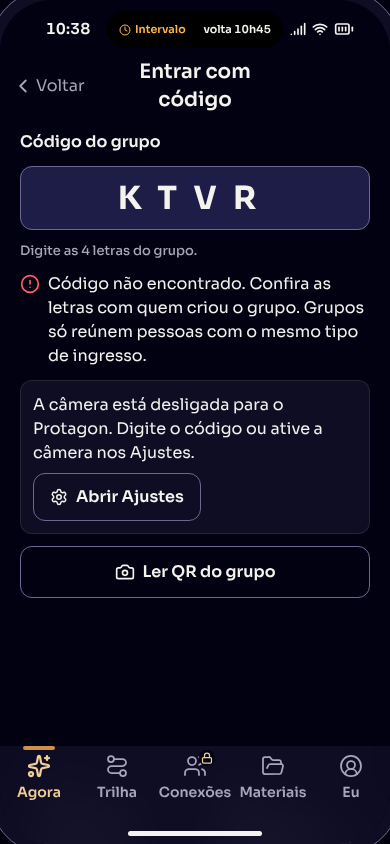 10:38
Intervalo volta 10h45
Voltar
Entrar com
código
Código do grupo
K T V R
Digite as 4 letras do grupo.
Código não encontrado. Confira as
letras com quem criou o grupo. Grupos
só reúnem pessoas com o mesmo tipo
de ingresso.
A câmera está desligada para o
Protagon. Digite o código ou ative a
câmera nos Ajustes.
Abrir Ajustes
Ler QR do grupo
Agora Trilha Conexões Materiais Eu